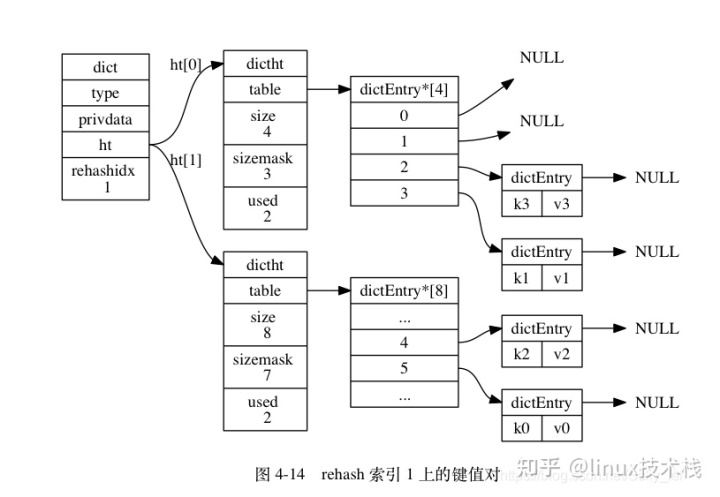 dict
type
privdata
ht
rehashidx
1
ht[0]
ht[1]
dictht
table
size
4
sizemask
3
used
2
dictEntry*[4]
0
1
2
3
NULL
NULL
dictEntry
k3 v3
NULL
dictEntry
k1 v1
NULL
dictht
table
size
8
sizemask
7
used
2
dictEntry*[8]
...
4
5
...
dictEntry
k2 v2
NULL
dictEntry
k0 v0
NULL
图 4-14 rehash 索引 1 上的键值对
知乎 @linux技术栈